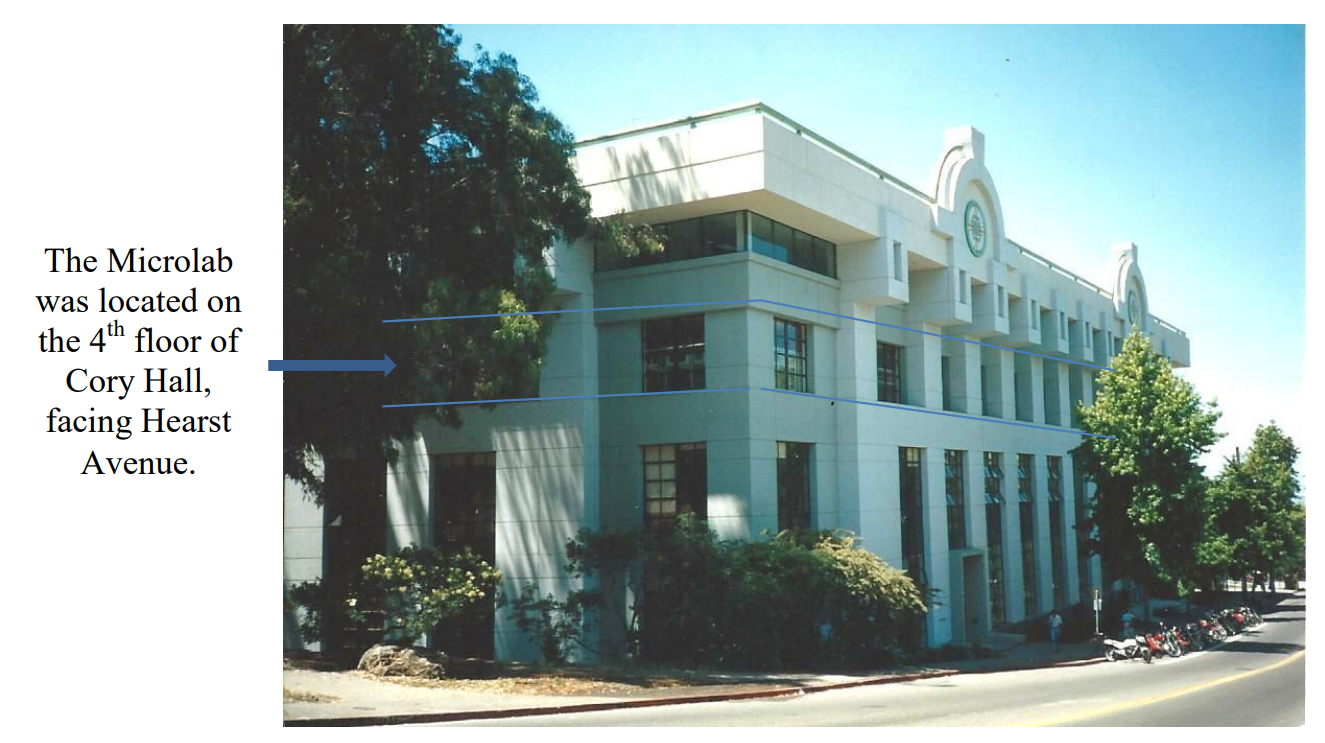 The Microlab
was located on
the 4th floor of
Cory Hall,
facing Hearst
Avenue.